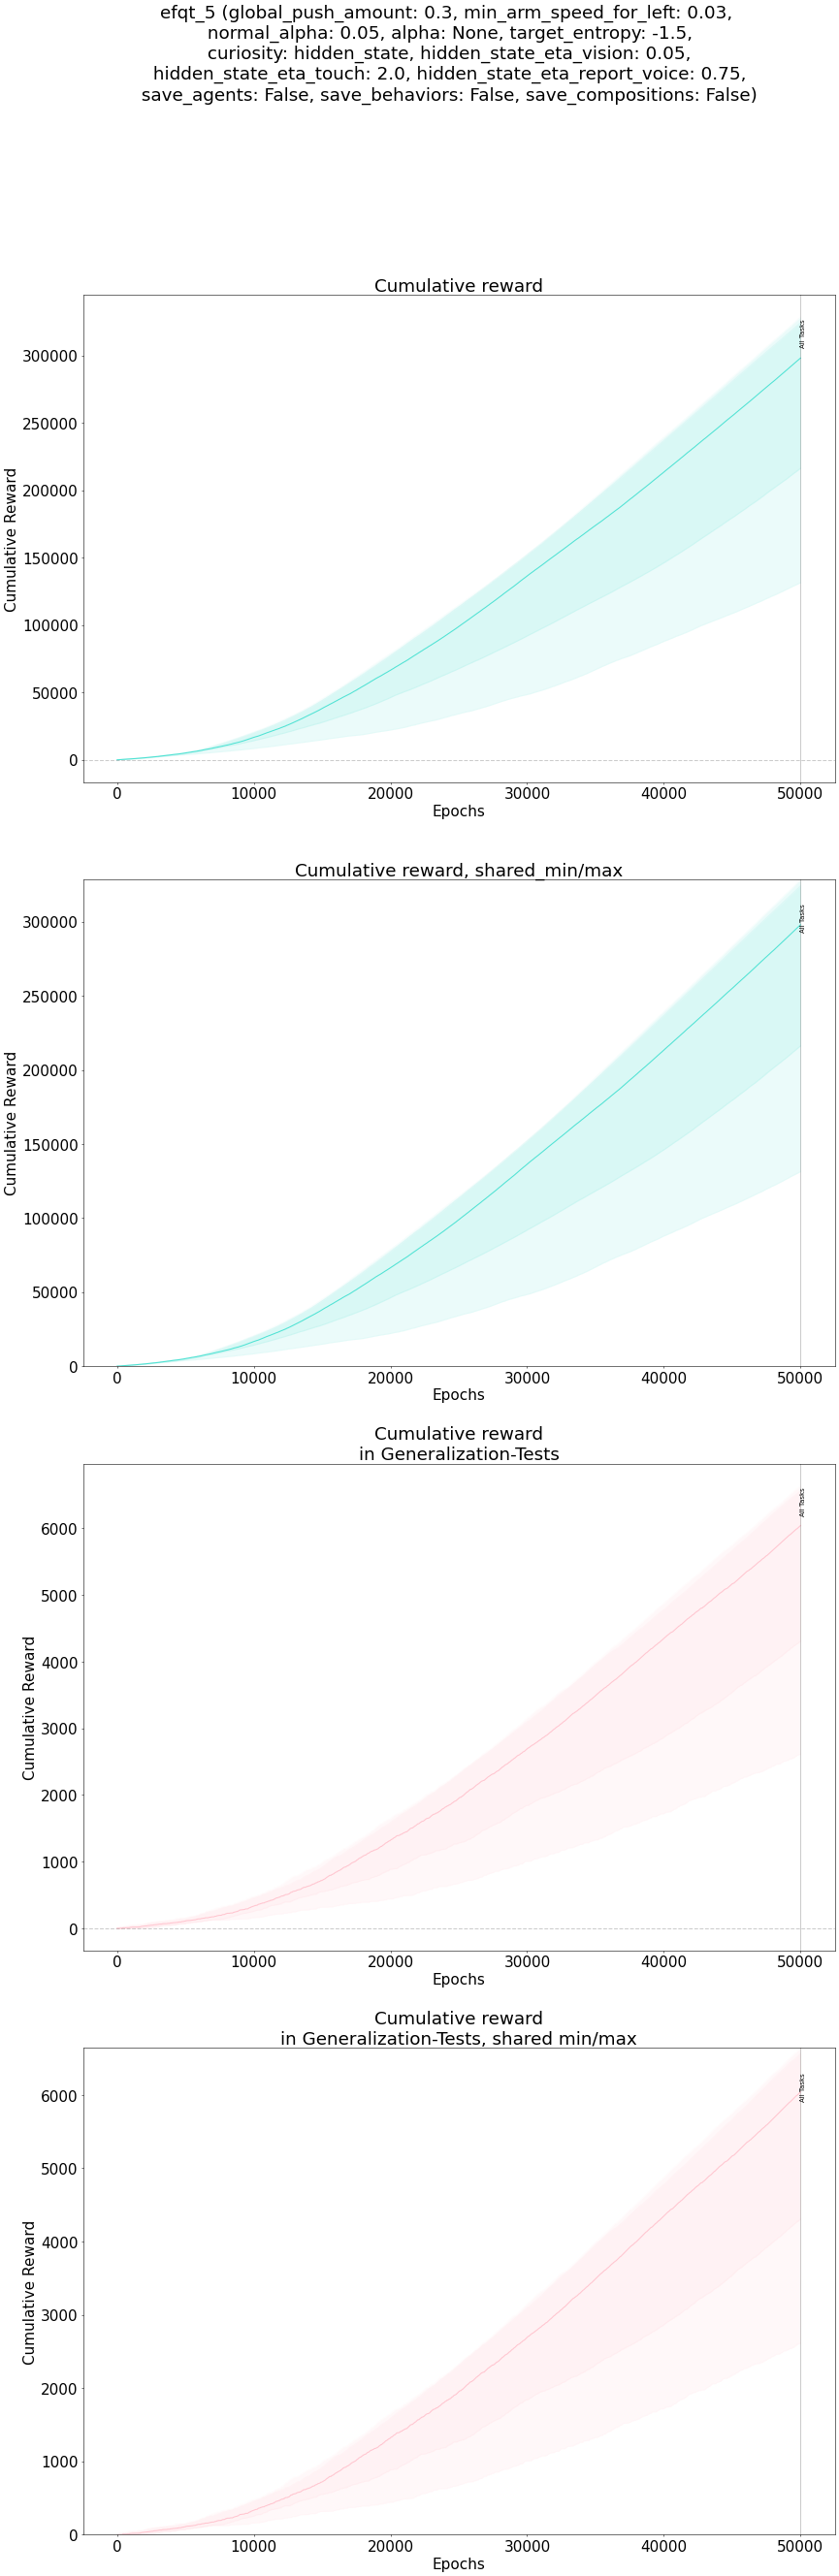 efqt_5 (global_push_amount: 0.3, min_arm_speed_for_left: 0.03,
normal_alpha: 0.05, alpha: None, target_entropy: -1.5,
curiosity: hidden_state, hidden_state_eta_vision: 0.05,
hidden_state_eta_touch: 2.0, hidden_state_eta_report_voice: 0.75,
save_agents: False, save_behaviors: False, save_compositions: False)
Cumulative reward
Cumulative Reward
300000
250000
200000
150000
100000
50000
0
All Tasks
0 10000 20000 30000 40000 50000
Epochs
Cumulative reward, shared_min/max
Cumulative Reward
300000
250000
200000
150000
100000
50000
0
All Tasks
0 10000 20000 30000 40000 50000
Epochs
Cumulative reward
in Generalization-Tests
Cumulative Reward
6000
5000
4000
3000
2000
1000
0
All Tasks
0 10000 20000 30000 40000 50000
Epochs
Cumulative reward
in Generalization-Tests, shared min/max
Cumulative Reward
6000
5000
4000
3000
2000
1000
0
All Tasks
0 10000 20000 30000 40000 50000
Epochs